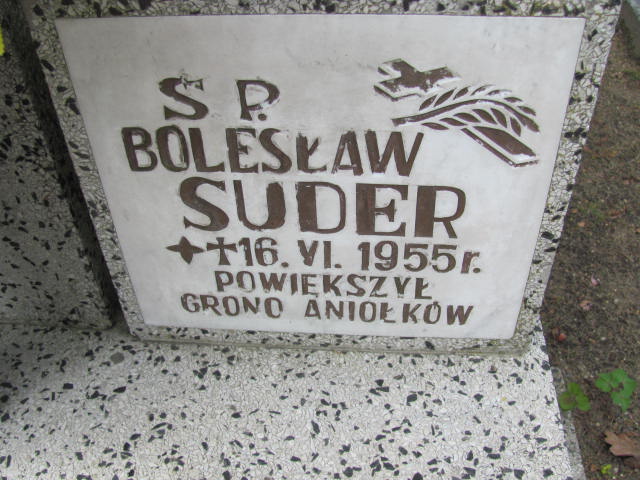 Ś P.
BOLESŁAW
SUDER
✦ ✝ 16. VI. 1955 r.
POWIĘKSZYŁ
GRONO ANIOŁKÓW